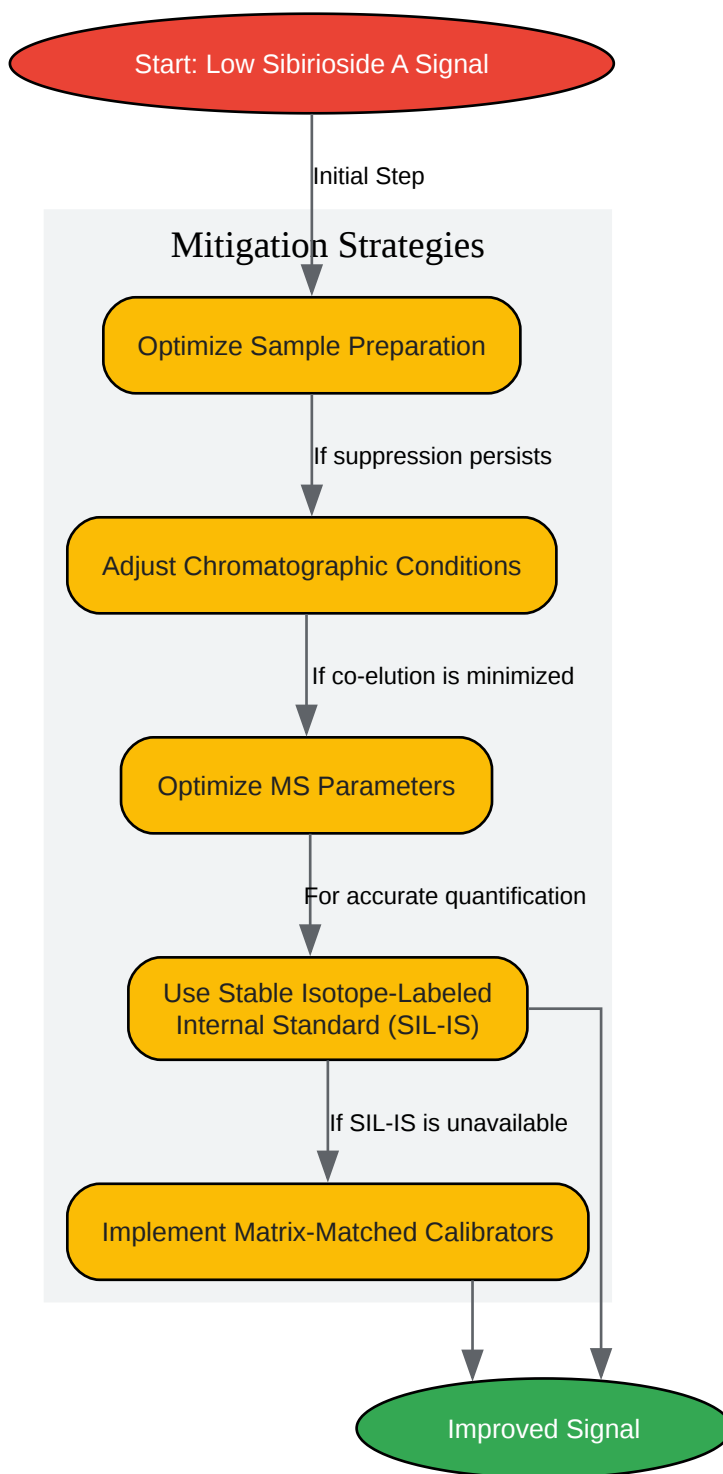 Start: Low Sibirioside A Signal
Initial Step
Mitigation Strategies
Optimize Sample Preparation
If suppression persists
Adjust Chromatographic Conditions
If co-elution is minimized
Optimize MS Parameters
For accurate quantification
Use Stable Isotope-Labeled
Internal Standard (SIL-IS)
If SIL-IS is unavailable
Implement Matrix-Matched Calibrators
Improved Signal